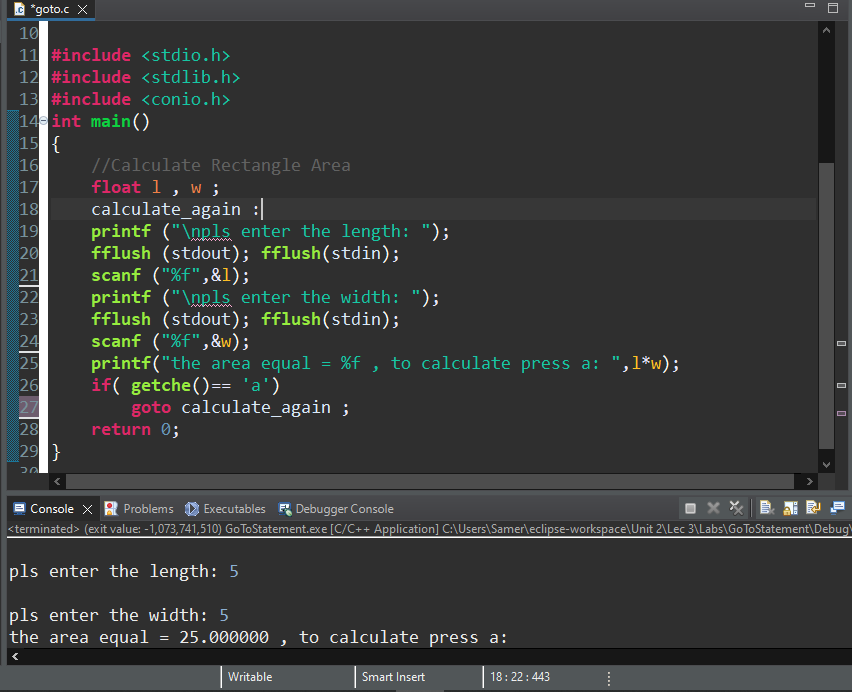 *goto.c
10
11 #include <stdio.h>
12 #include <stdlib.h>
13 #include <conio.h>
14 int main()
15 {
16 //Calculate Rectangle Area
17 float l , w ;
18 calculate_again :
19 printf ("\npls enter the length: ");
20 fflush (stdout); fflush(stdin);
21 scanf ("%f",&l);
22 printf ("\npls enter the width: ");
23 fflush (stdout); fflush(stdin);
24 scanf ("%f",&w);
25 printf("the area equal = %f , to calculate press a: ",l*w);
26 if( getche()== 'a')
27 goto calculate_again ;
28 return 0;
29 }
30
Console Problems Executables Debugger Console
<terminated> (exit value: -1,073,741,510) GoToStatement.exe [C/C++ Application] C:\Users\Samer\eclipse-workspace\Unit 2\Lec 3\Labs\GoToStatement\Debug\
pls enter the length: 5
pls enter the width: 5
the area equal = 25.000000 , to calculate press a:
Writable Smart Insert 18 : 22 : 443